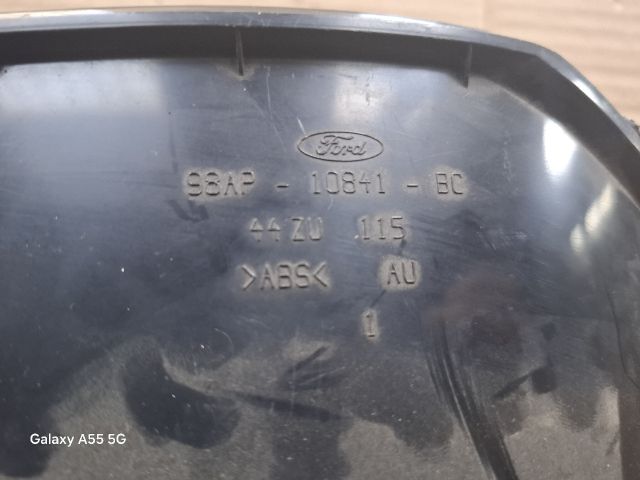 Ford
98AP - 10841 - BC
44ZU 115
>ABS< AU
1
Galaxy A55 5G